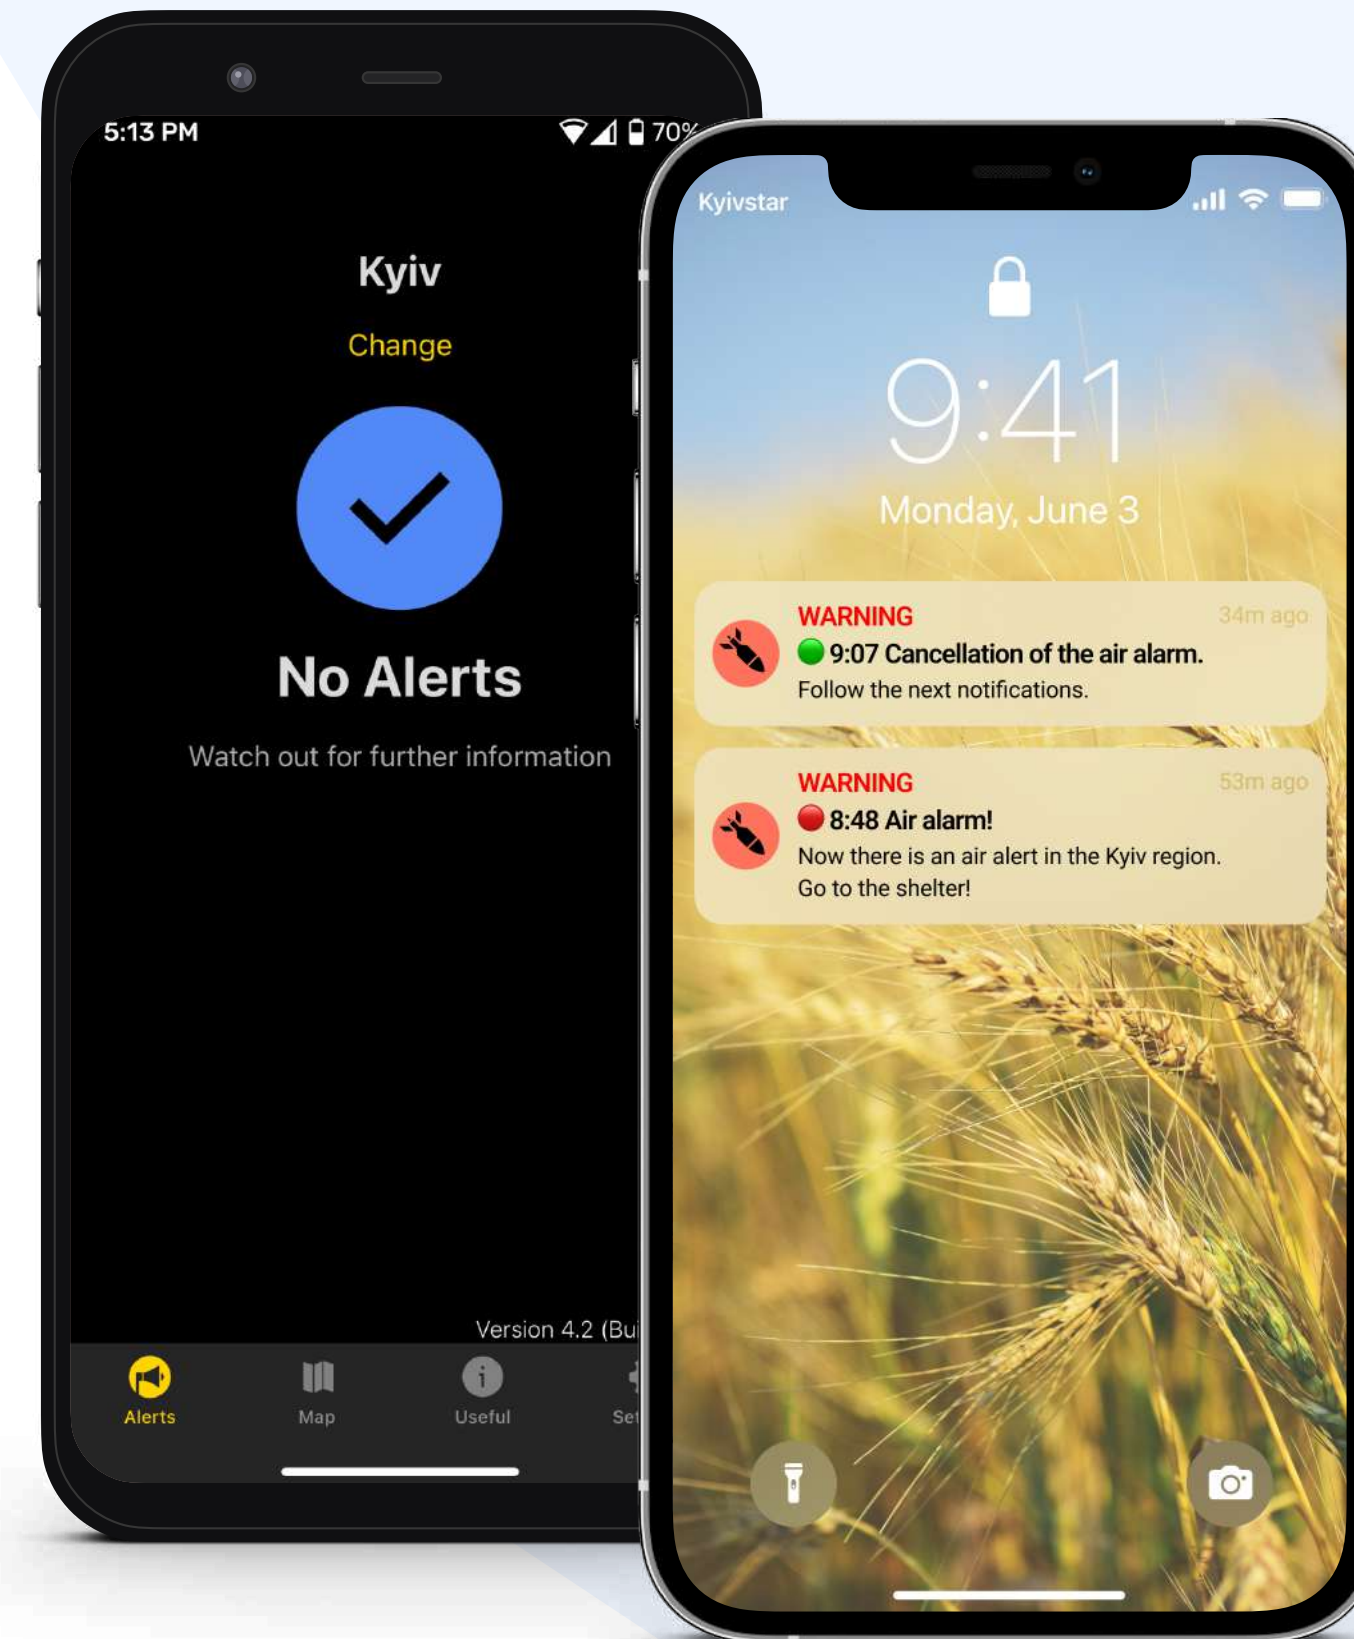 5:13 PM
70%
Kyiv
Change
No Alerts
Watch out for further information
Version 4.2
Alerts
Map
Useful
Kyivstar
9:41
Monday, June 3
WARNING
34m ago
9:07 Cancellation of the air alarm.
Follow the next notifications.
WARNING
53m ago
8:48 Air alarm!
Now there is an air alert in the Kyiv region.
Go to the shelter!